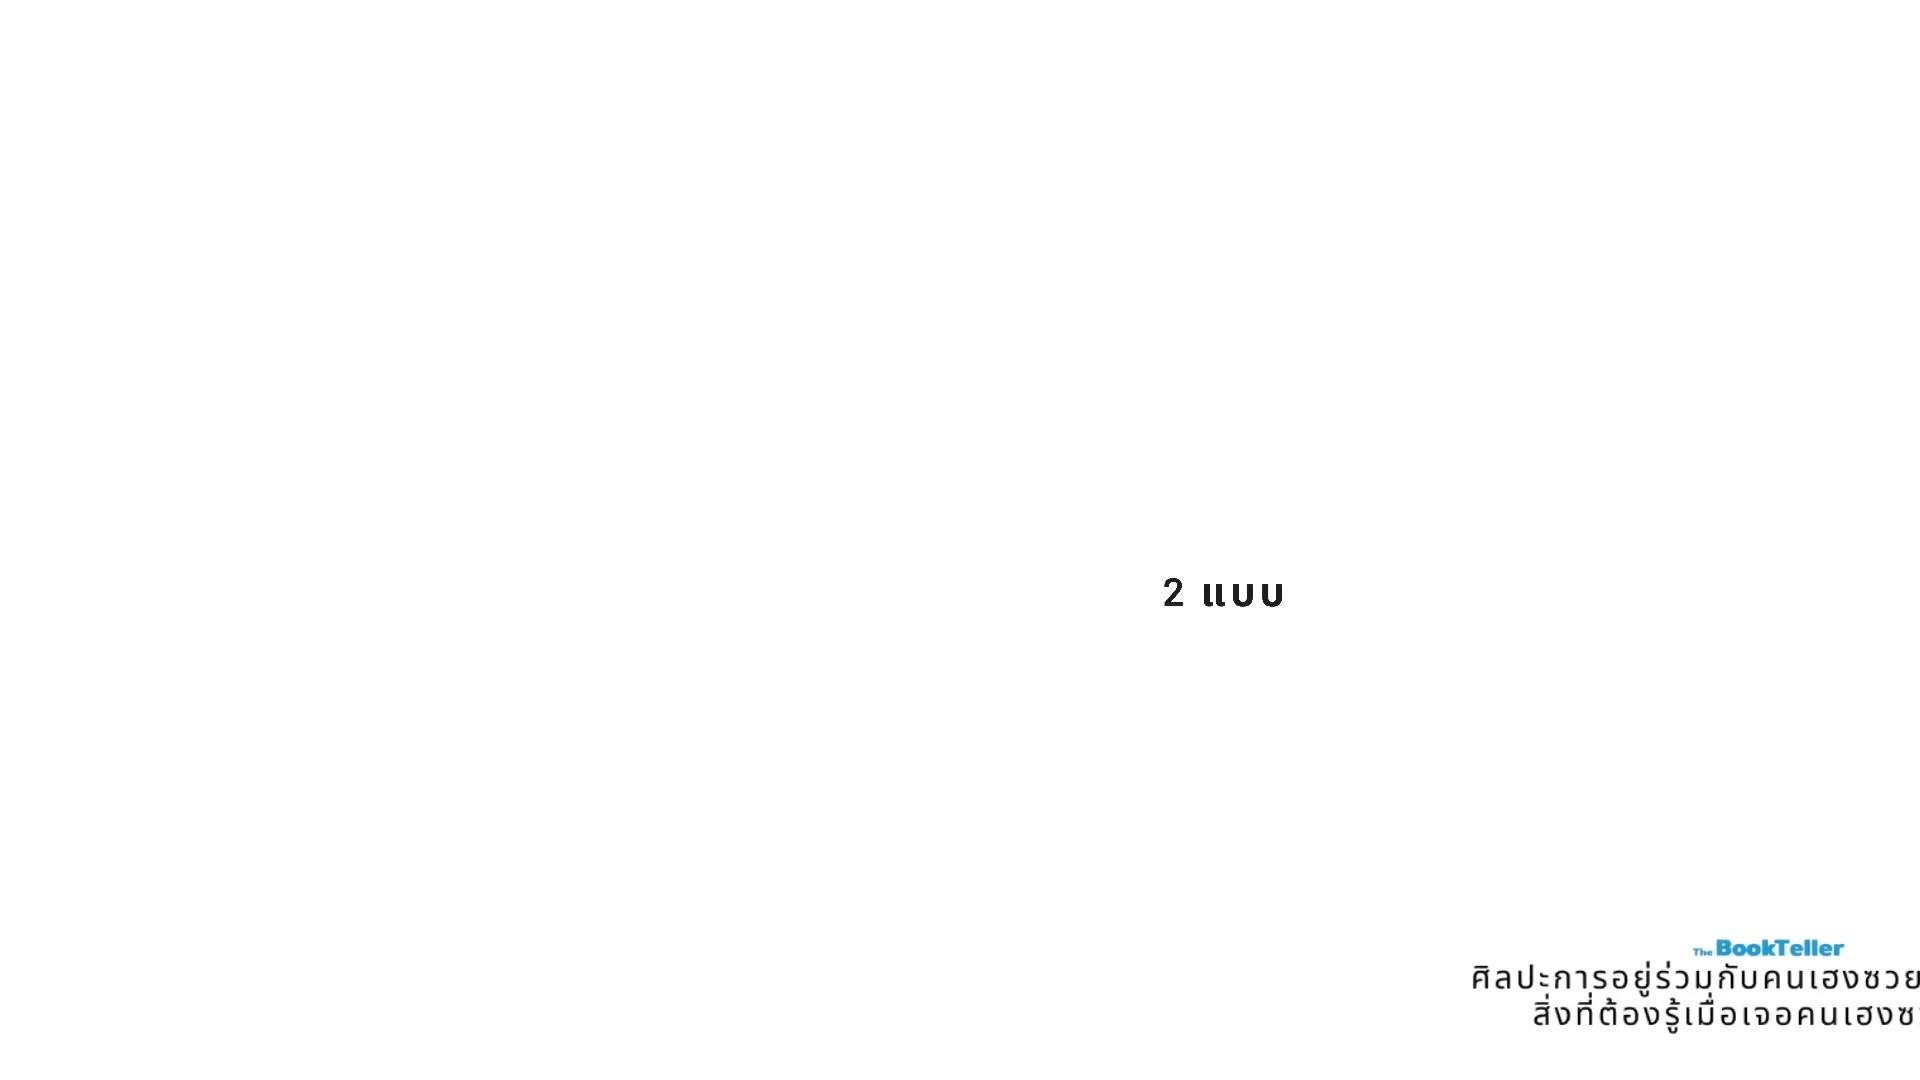 2 แบบ
The BookTeller
ศิลปะการอยู่ร่วมกับคนเฮงซวย
สิ่งที่ต้องรู้เมื่อเจอคนเฮงซ